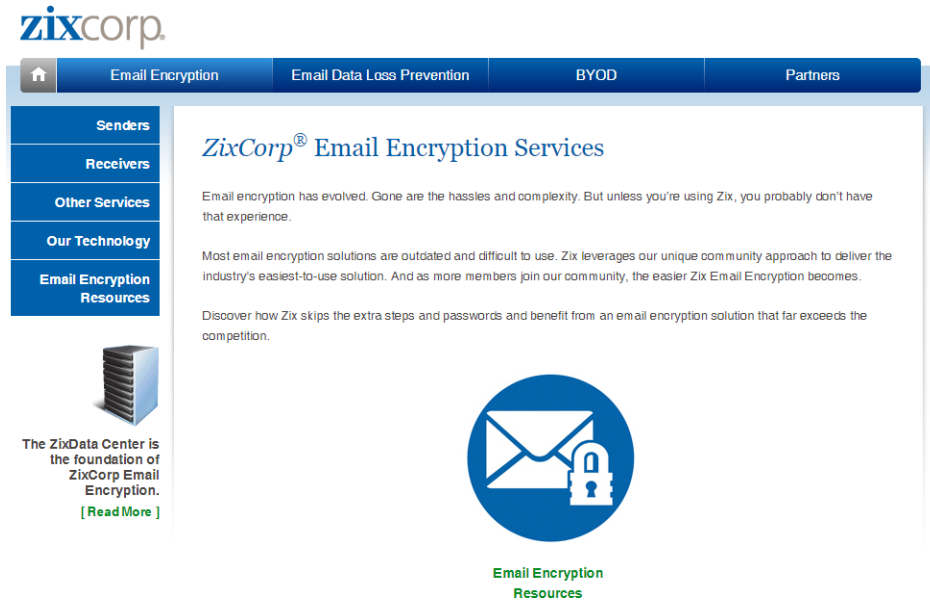 zixcorp.
Email Encryption
Email Data Loss Prevention
BYOD
Partners
Senders
Receivers
Other Services
Our Technology
Email Encryption
Resources
The ZixData Center is
the foundation of
ZixCorp Email
Encryption.
[ Read More ]
ZixCorp® Email Encryption Services
Email encryption has evolved. Gone are the hassles and complexity. But unless you're using Zix, you probably don't have
that experience.
Most email encryption solutions are outdated and difficult to use. Zix leverages our unique community approach to deliver the
industry's easiest-to-use solution. And as more members join our community, the easier Zix Email Encryption becomes.
Discover how Zix skips the extra steps and passwords and benefit from an email encryption solution that far exceeds the
competition.
Email Encryption
Resources